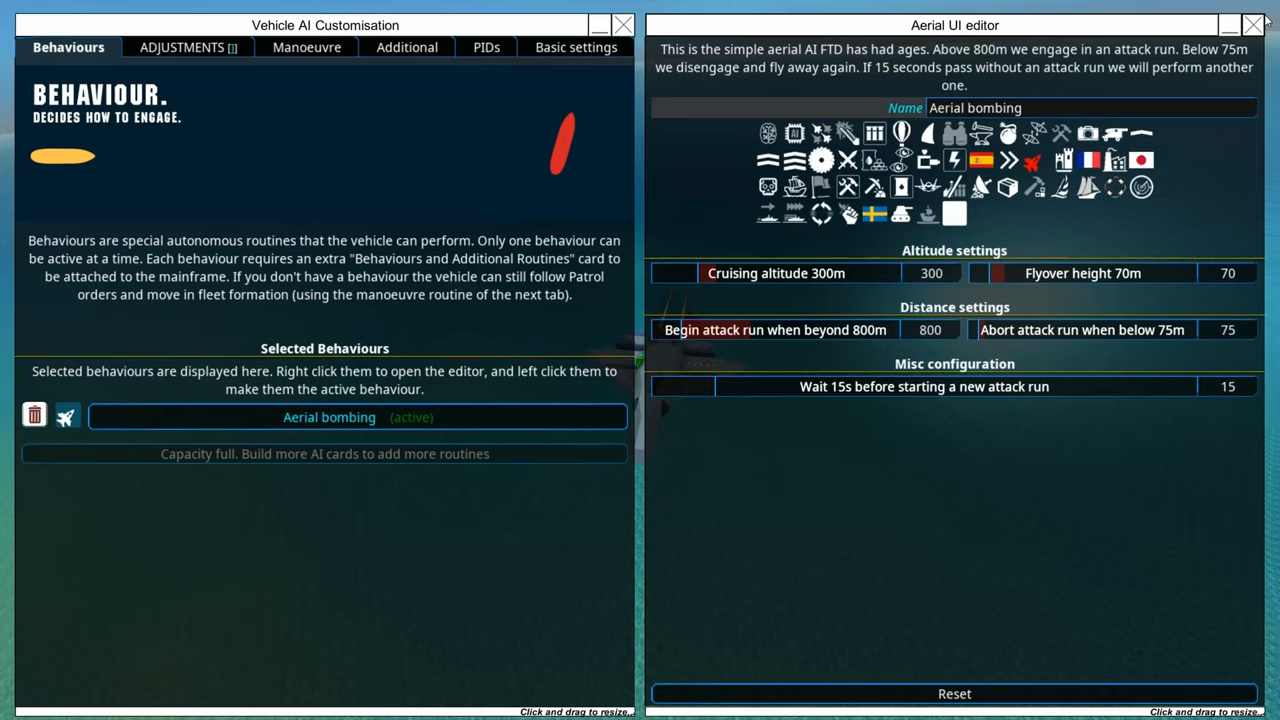 Vehicle AI Customisation
Behaviours
ADJUSTMENTS []
Manoeuvre
Additional
PIDs
Basic settings
BEHAVIOUR.
DECIDES HOW TO ENGAGE.
Behaviours are special autonomous routines that the vehicle can perform. Only one behaviour can
be active at a time. Each behaviour requires an extra "Behaviours and Additional Routines" card to
be attached to the mainframe. If you don't have a behaviour the vehicle can still follow Patrol
orders and move in fleet formation (using the manoeuvre routine of the next tab).
Selected Behaviours
Selected behaviours are displayed here. Right click them to open the editor, and left click them to
make them the active behaviour.
Aerial bombing (active)
Capacity full. Build more AI cards to add more routines
Click and drag to resize...
Aerial UI editor
This is the simple aerial AI FTD has had ages. Above 800m we engage in an attack run. Below 75m
we disengage and fly away again. If 15 seconds pass without an attack run we will perform another
one.
Name Aerial bombing
Altitude settings
Cruising altitude 300m 300
Flyover height 70m 70
Distance settings
Begin attack run when beyond 800m 800
Abort attack run when below 75m 75
Misc configuration
Wait 15s before starting a new attack run 15
Reset
Click and drag to resize...